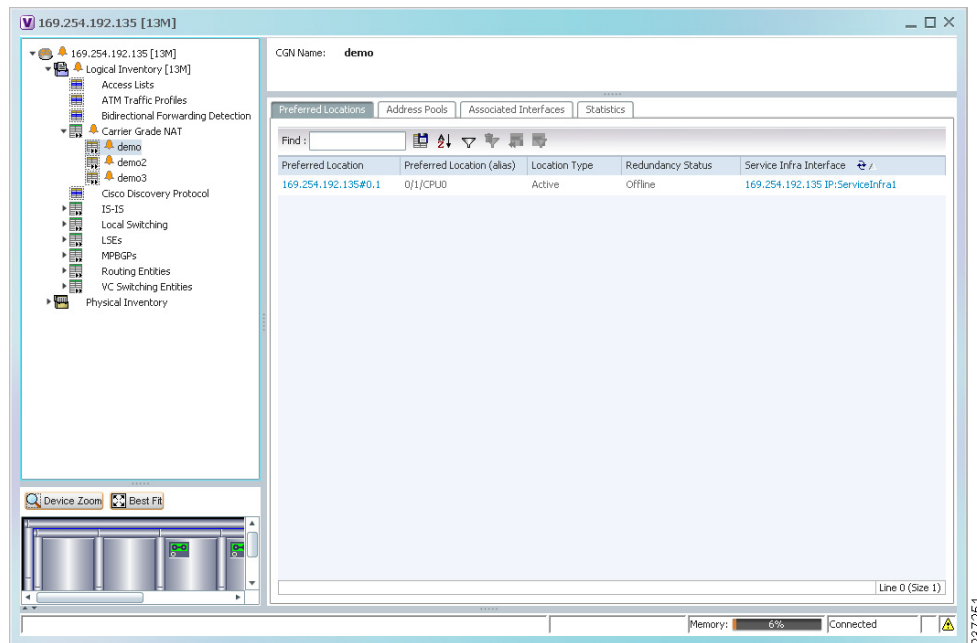 169.254.192.135 [13M]
169.254.192.135 [13M]
Logical Inventory [13M]
Access Lists
ATM Traffic Profiles
Bidirectional Forwarding Detection
Carrier Grade NAT
demo
demo2
demo3
Cisco Discovery Protocol
IS-IS
Local Switching
LSEs
MPBGPs
Routing Entities
VC Switching Entities
Physical Inventory
Device Zoom Best Fit
CGN Name: demo
Preferred Locations Address Pools Associated Interfaces Statistics
Find :
Preferred Location Preferred Location (alias) Location Type Redundancy Status Service Infra Interface
169.254.192.135#0.1 0/1/CPU0 Active Offline 169.254.192.135 IP:ServiceInfra1
Line 0 (Size 1)
Memory: 6% Connected